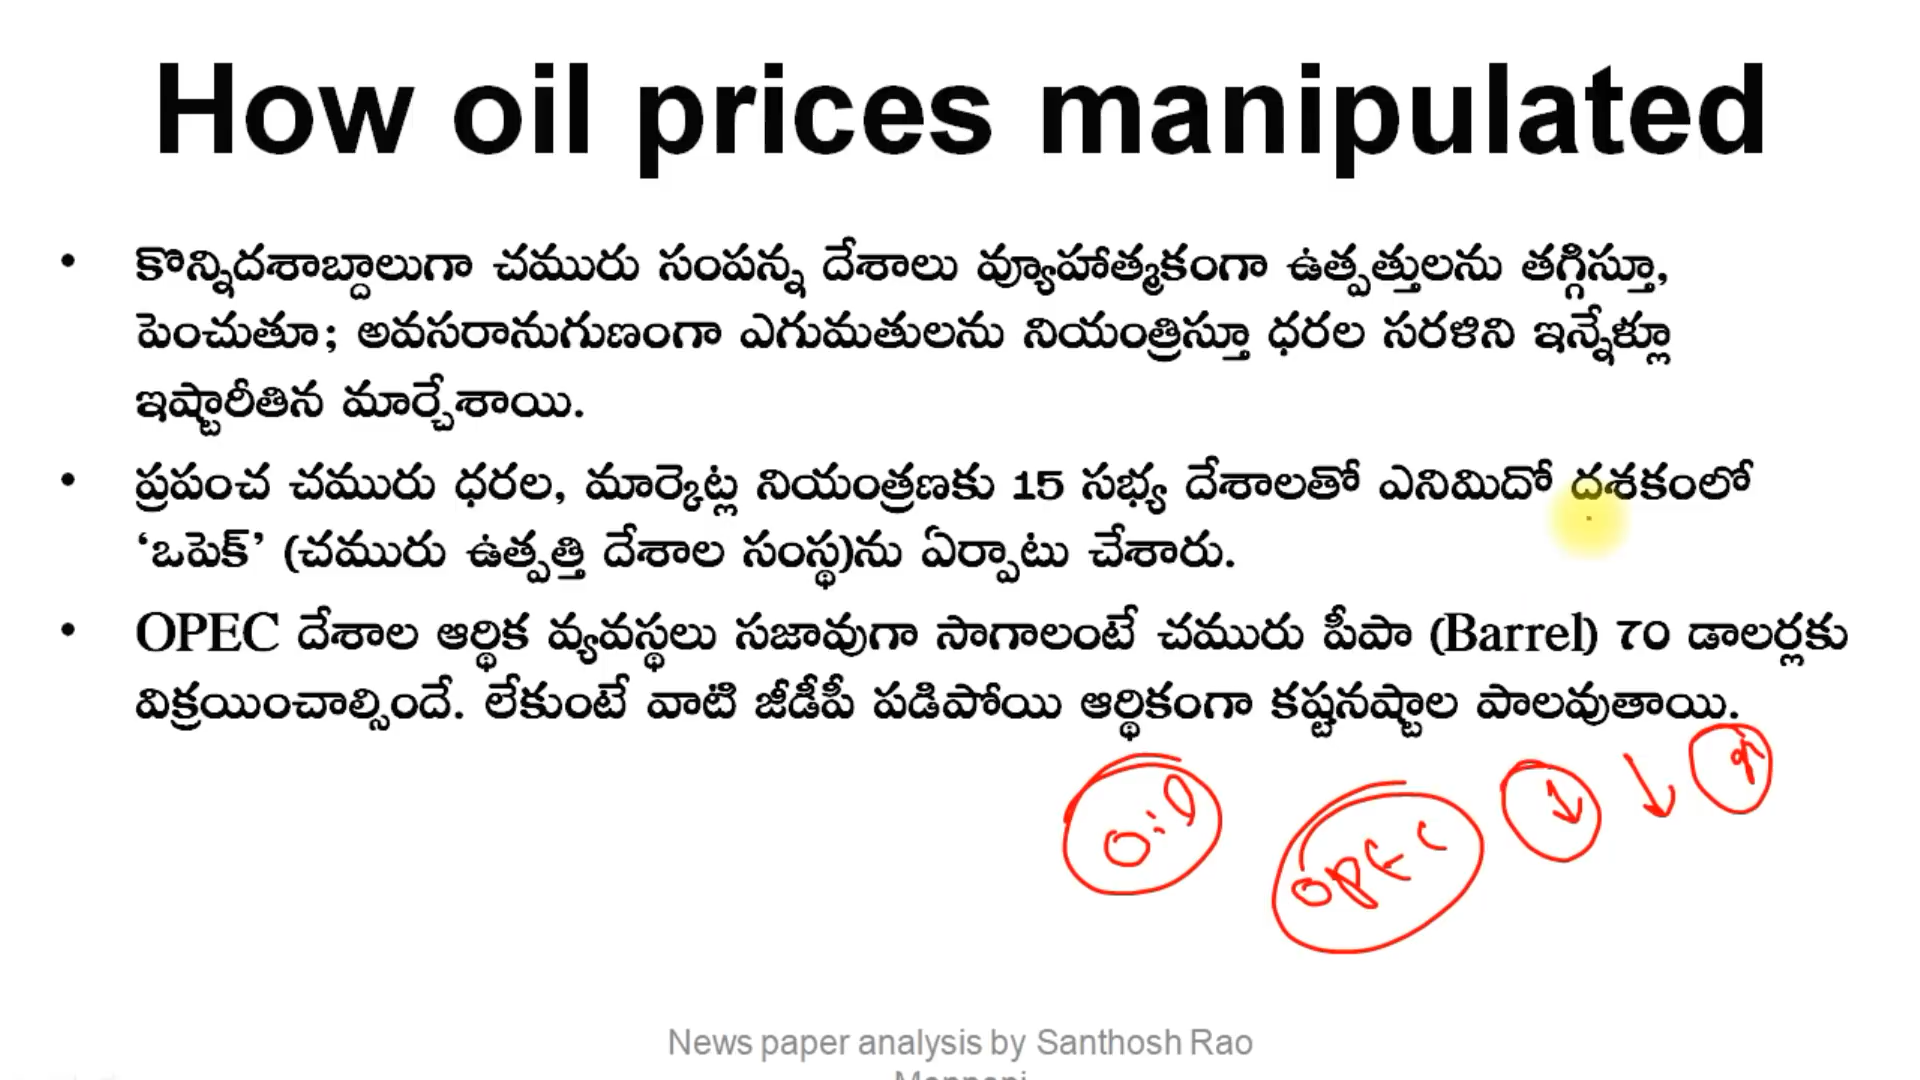 How oil prices manipulated
• కొన్నిదశాబ్దాలుగా చమురు సంపన్న దేశాలు వ్యూహాత్మకంగా ఉత్పత్తులను తగ్గిస్తూ,
పెంచుతూ; అవసరానుగుణంగా ఎగుమతులను నియంత్రిస్తూ ధరల సరళిని ఇన్నేళ్లూ
ఇష్టారీతిన మార్చేశాయి.
• ప్రపంచ చమురు ధరల, మార్కెట్ల నియంత్రణకు 15 సభ్య దేశాలతో ఎనిమిదో దశకంలో
‘ఒపెక్’ (చమురు ఉత్పత్తి దేశాల సంస్థ)ను ఏర్పాటు చేశారు.
• OPEC దేశాల ఆర్థిక వ్యవస్థలు సజావుగా సాగాలంటే చమురు పీపా (Barrel) 70 డాలర్లకు
విక్రయించాల్సిందే. లేకుంటే వాటి జీడీపీ పడిపోయి ఆర్థికంగా కష్టనష్టాల పాలవుతాయి.
Oil
OPEC
News paper analysis by Santhosh Rao